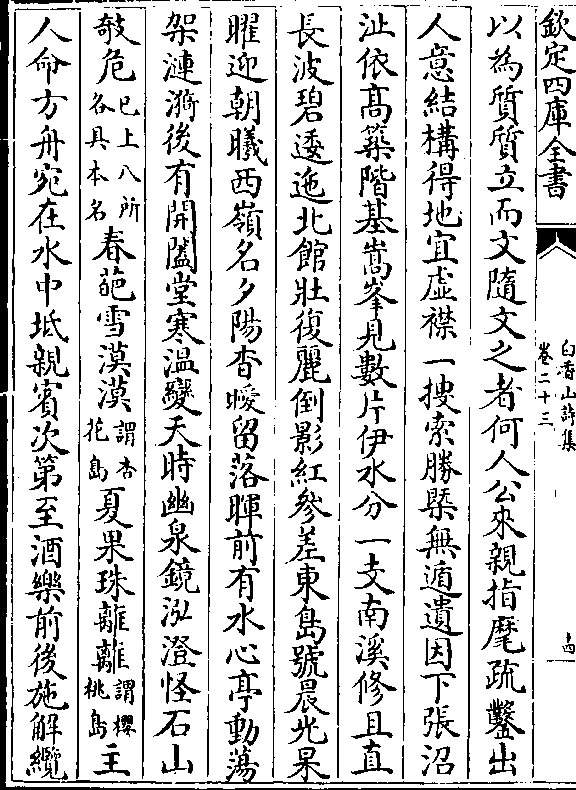 欽定四庫全書
白香山詩集
卷二十三
十四
以為質質立而文隨文之者何人公來親指麾疏鑿出
人意結構得地宜虛襟一搜索勝槩無遁遺因下張沼
沚依髙築階基嵩峯見數片伊水分一支南溪修且直
長波碧逶迤北館壯復麗倒影紅參差東島號晨光杲
曜迎朝曦西嶺名夕陽杳曖留落暉前有水心亭動蕩
架漣漪後有開闔堂寒温變天時幽泉鏡泓澄怪石山
攲危已上八所各具本名春葩雪漠漠謂杏花島夏果珠離離謂櫻桃島主
人命方舟宛在水中坻親賓次第至酒樂前後施解纜